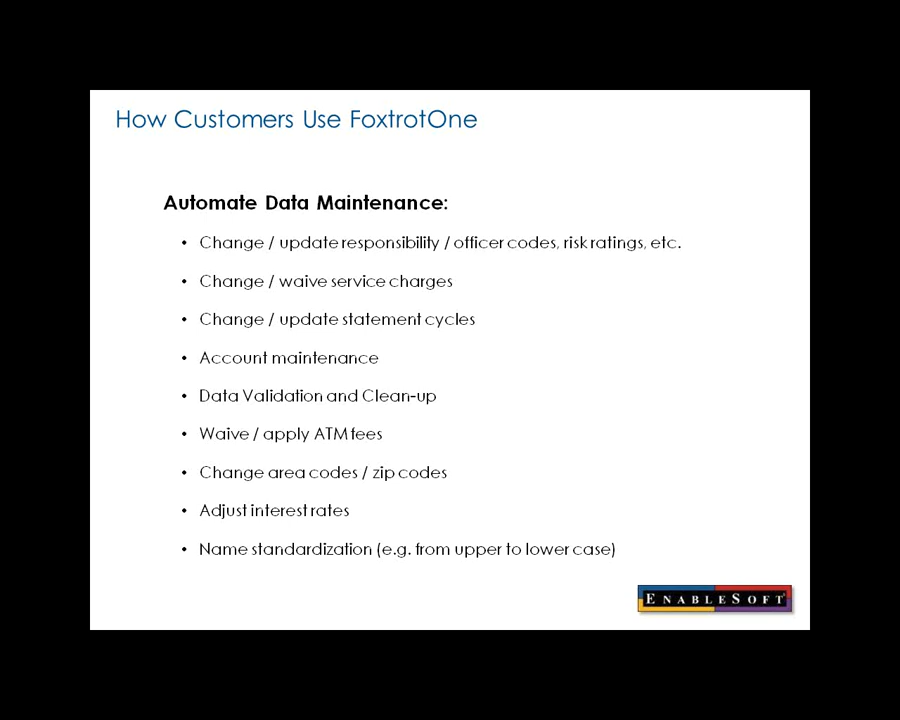 How Customers Use FoxtrotOne
Automate Data Maintenance:
• Change / update responsibility / officer codes, risk ratings, etc.
• Change / waive service charges
• Change / update statement cycles
• Account maintenance
• Data Validation and Clean-up
• Waive / apply ATM fees
• Change area codes / zip codes
• Adjust interest rates
• Name standardization (e.g. from upper to lower case)
ENABLESOFT